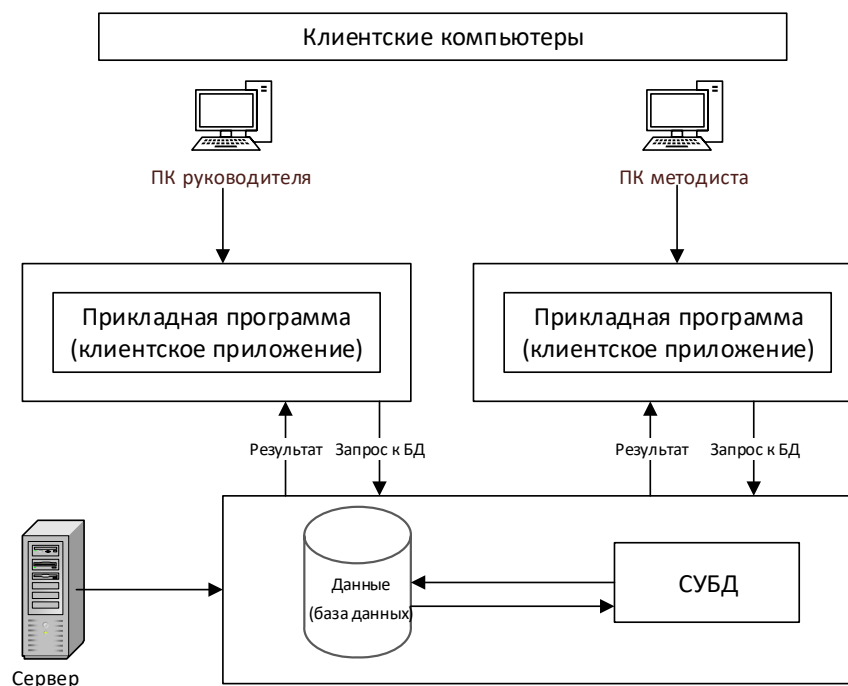 Клиентские компьютеры
ПК руководителя
ПК методиста
Прикладная программа
(клиентское приложение)
Прикладная программа
(клиентское приложение)
Результат
Запрос к БД
Результат
Запрос к БД
Данные
(база данных)
СУБД
Сервер